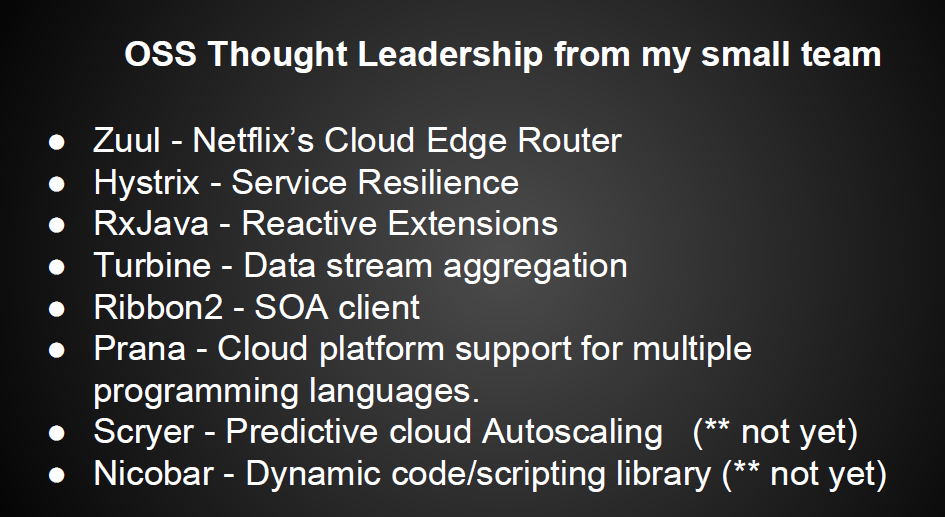 OSS Thought Leadership from my small team
● Zuul - Netflix’s Cloud Edge Router
● Hystrix - Service Resilience
● RxJava - Reactive Extensions
● Turbine - Data stream aggregation
● Ribbon2 - SOA client
● Prana - Cloud platform support for multiple
programming languages.
● Scryer - Predictive cloud Autoscaling (** not yet)
● Nicobar - Dynamic code/scripting library (** not yet)